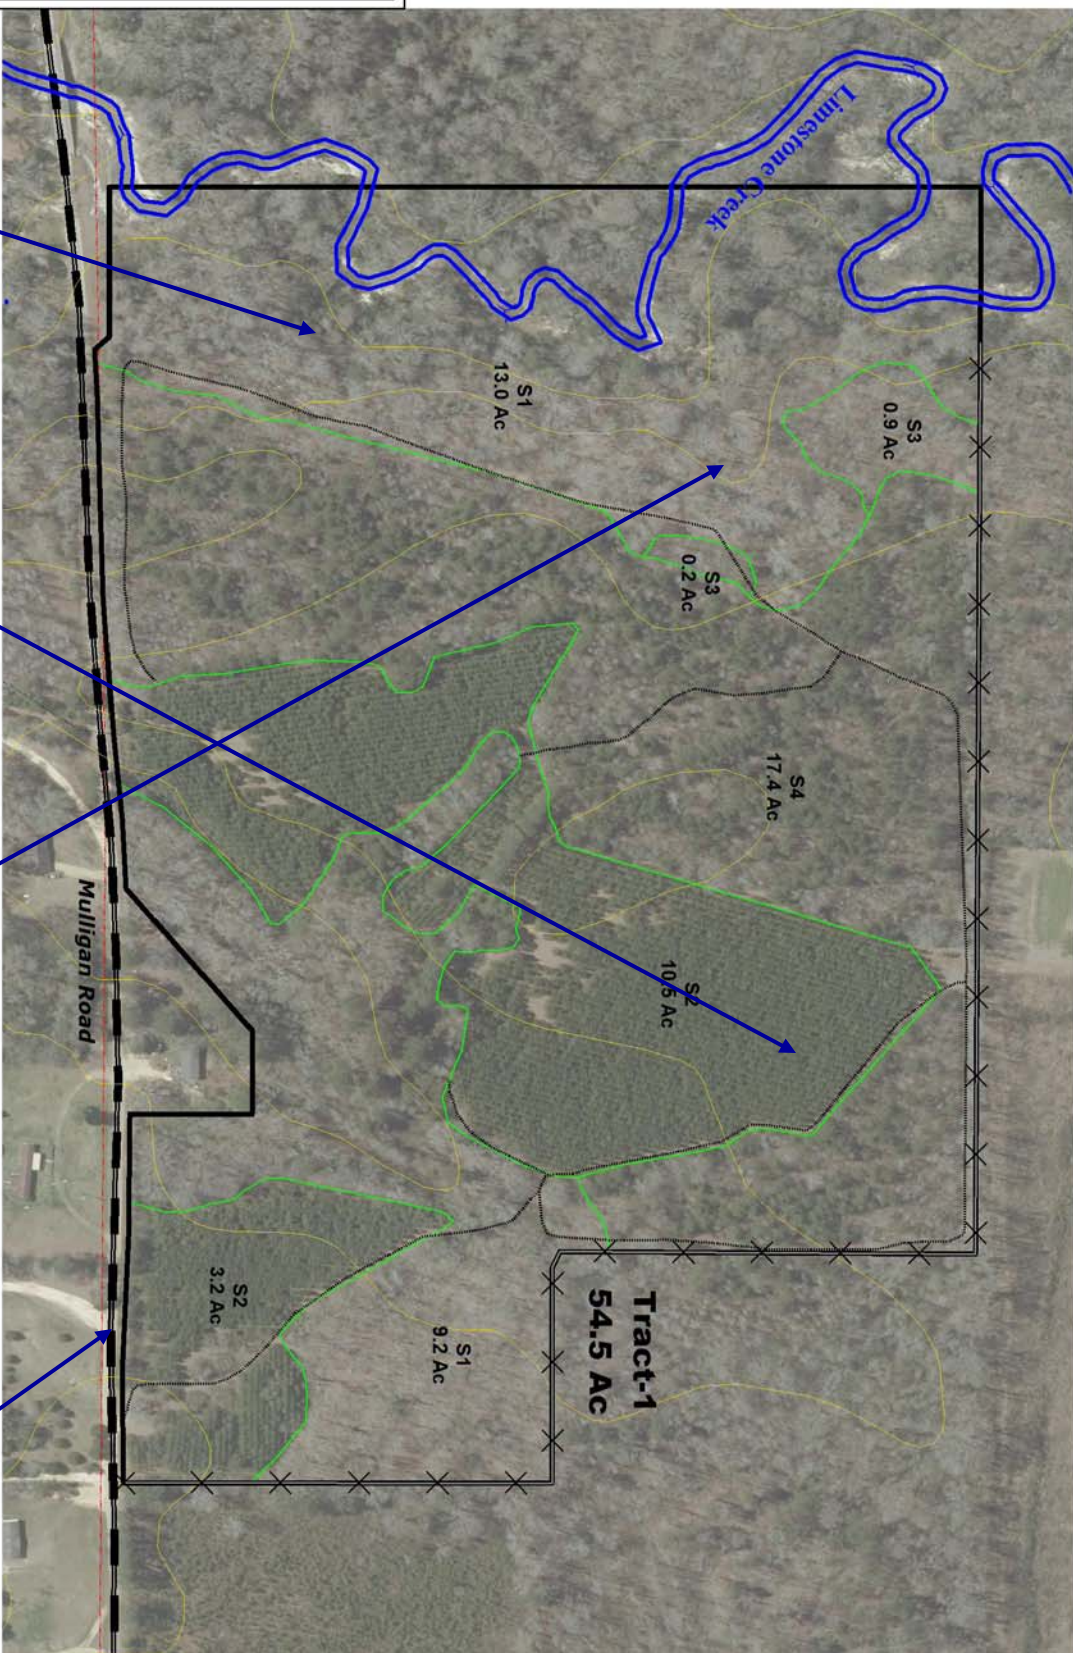 Limestone Creek
S1
13.0 Ac
S3
0.9 Ac
S3
0.2 Ac
S4
17.4 Ac
S2
10.5 Ac
Mulligan Road
S2
3.2 Ac
S1
9.2 Ac
Tract-1
54.5 Ac